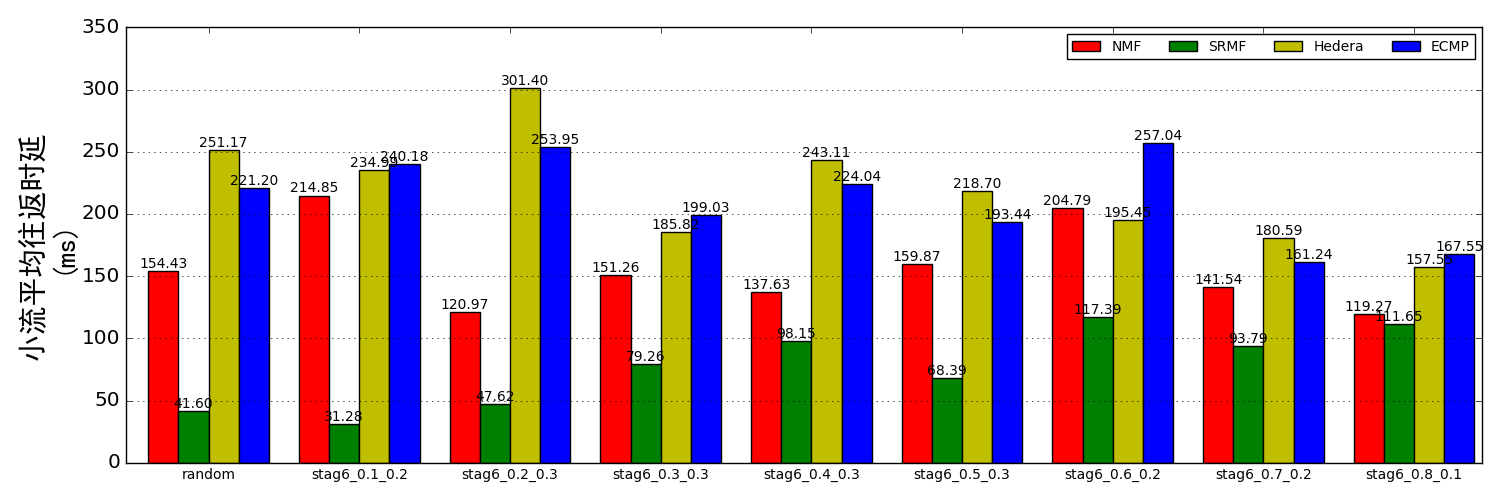 小流平均往返时延
(ms)
350
300
250
200
150
100
50
0
NMF SRMF Hedera ECMP
154.43 41.60 251.17 221.20
214.85 31.28 234.99 240.18
120.97 47.62 301.40 253.95
151.26 79.26 185.82 199.03
137.63 98.15 243.11 224.04
159.87 68.39 218.70 193.44
204.79 117.39 257.04
141.54 93.79 180.59 161.24
119.27 111.65 167.55
random stag6_0.1_0.2 stag6_0.2_0.3 stag6_0.3_0.3 stag6_0.4_0.3 stag6_0.5_0.3 stag6_0.6_0.2 stag6_0.7_0.2 stag6_0.8_0.1